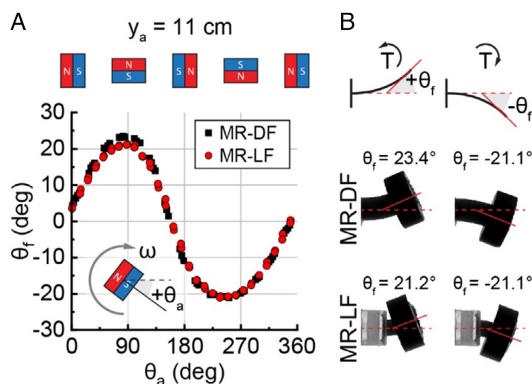 A
y_a = 11 cm
N S
N
S
S N
S
N
N S
30
20
10
0
-10
-20
-30
θ_f (deg)
MR-DF
MR-LF
ω
N S
+θ_a
0 90 180 270 360
θ_a (deg)
B
T T
+θ_f
-θ_f
MR-DF
θ_f = 23.4° θ_f = -21.1°
MR-LF
θ_f = 21.2° θ_f = -21.1°